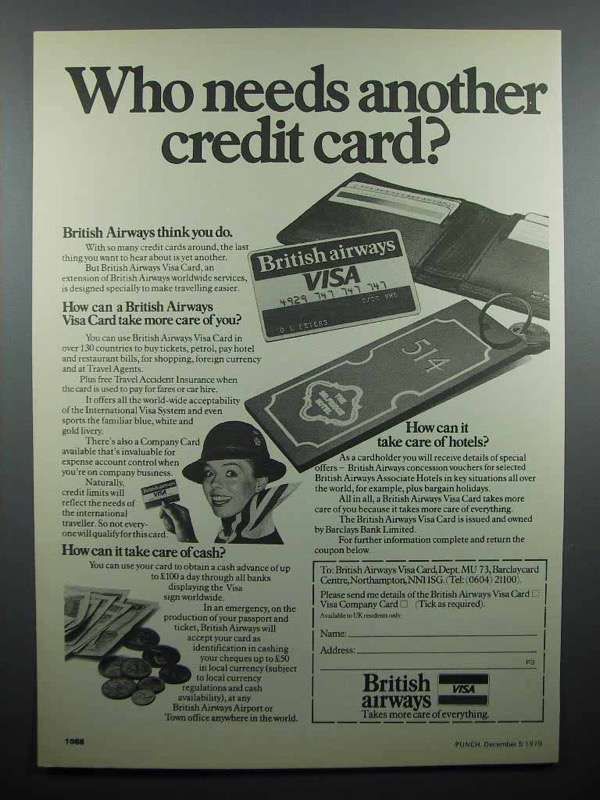 Who needs another
credit card?
British Airways think you do.
With so many credit cards around, the last
thing you want to hear about is yet another.
But British Airways Visa Card, an
extension of British Airways worldwide services,
is designed specially to make travelling easier.
How can a British Airways
Visa Card take more care of you?
You can use British Airways Visa Card in
over 130 countries to buy tickets, petrol, pay hotel
and restaurant bills, for shopping, foreign currency
and at Travel Agents.
Plus free Travel Accident Insurance when
the card is used to pay for fares or car hire.
It offers all the world-wide acceptability
of the International Visa System and even
sports the familiar blue, white and
gold livery.
There's also a Company Card
available that's invaluable for
expense account control when
you're on company business.
Naturally,
credit limits will
reflect the needs of
the international
traveller. So not every-
one will qualify for this card.
How can it take care of cash?
You can use your card to obtain a cash advance of up
to £100 a day through all banks
displaying the Visa
sign worldwide.
In an emergency, on the
production of your passport and
ticket, British Airways will
accept your card as
identification in cashing
your cheques up to £50
in local currency (subject
to local currency
regulations and cash
availability), at any
British Airways Airport or
Town office anywhere in the world.
British airways
VISA
4929 747 747 747
British airways
VISA
514
How can it
take care of hotels?
As a cardholder you will receive details of special
offers – British Airways concession vouchers for selected
British Airways Associate Hotels in key situations all over
the world, for example, plus bargain holidays.
All in all, a British Airways Visa Card takes more
care of you because it takes more care of everything.
The British Airways Visa Card is issued and owned
by Barclays Bank Limited.
For further information complete and return the
coupon below.
To: British Airways Visa Card, Dept. MU 73, Barclaycard
Centre, Northampton, NN1 1SG. (Tel: (0604) 21100).
Please send me details of the British Airways Visa Card
Visa Company Card (Tick as required).
Available to UK residents only.
Name:
Address:
British
airways
VISA
Takes more care of everything.
1066
PUNCH, December 5 1979